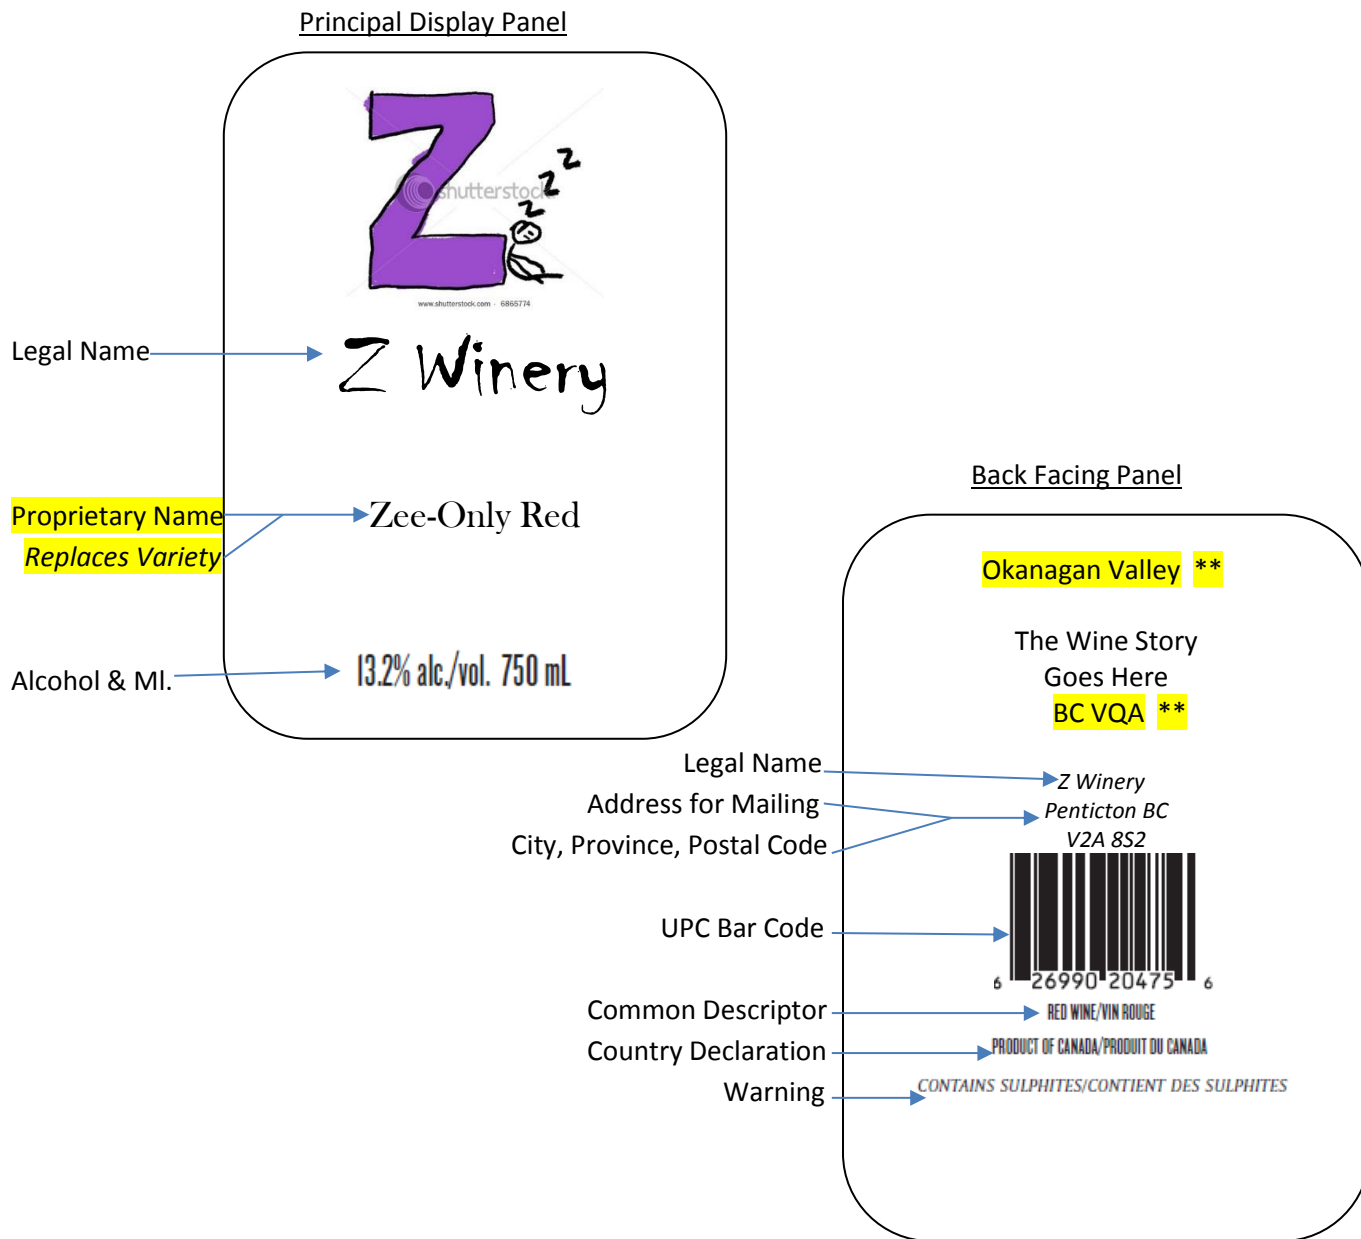 Principal Display Panel
z
z
z
shutterstock
www.shutterstock.com · 6865774
Legal Name
Z Winery
Proprietary Name
Replaces Variety
Zee-Only Red
Alcohol & Ml.
13.2% alc./vol. 750 mL
Back Facing Panel
Okanagan Valley **
The Wine Story
Goes Here
BC VQA **
Legal Name
Z Winery
Address for Mailing
Penticton BC
City, Province, Postal Code
V2A 8S2
UPC Bar Code
6 26990 20475 6
Common Descriptor
RED WINE/VIN ROUGE
Country Declaration
PRODUCT OF CANADA/PRODUIT DU CANADA
Warning
CONTAINS SULPHITES/CONTIENT DES SULPHITES